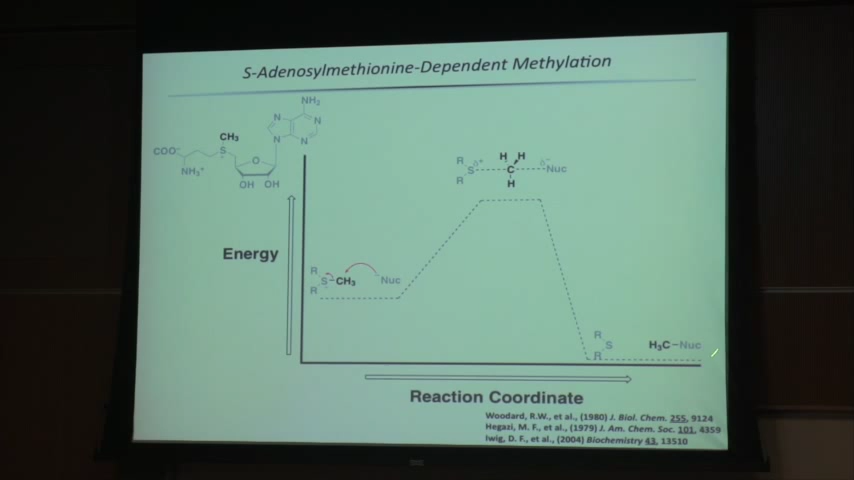 S-Adenosylmethionine-Dependent Methylation
NH₂
N
N
N
N
CH₃
COO⁻
S
O
NH₃⁺
OH OH
R
S
R
δ⁺
H H
C
H
δ⁻
Nuc
Energy
R
S–CH₃
R
Nuc
R
S
R
H₃C–Nuc
Reaction Coordinate
Woodard, R.W., et al., (1980) J. Biol. Chem. 255, 9124
Hegazi, M. F., et al., (1979) J. Am. Chem. Soc. 101, 4359
Iwig, D. F., et al., (2004) Biochemistry 43, 13510